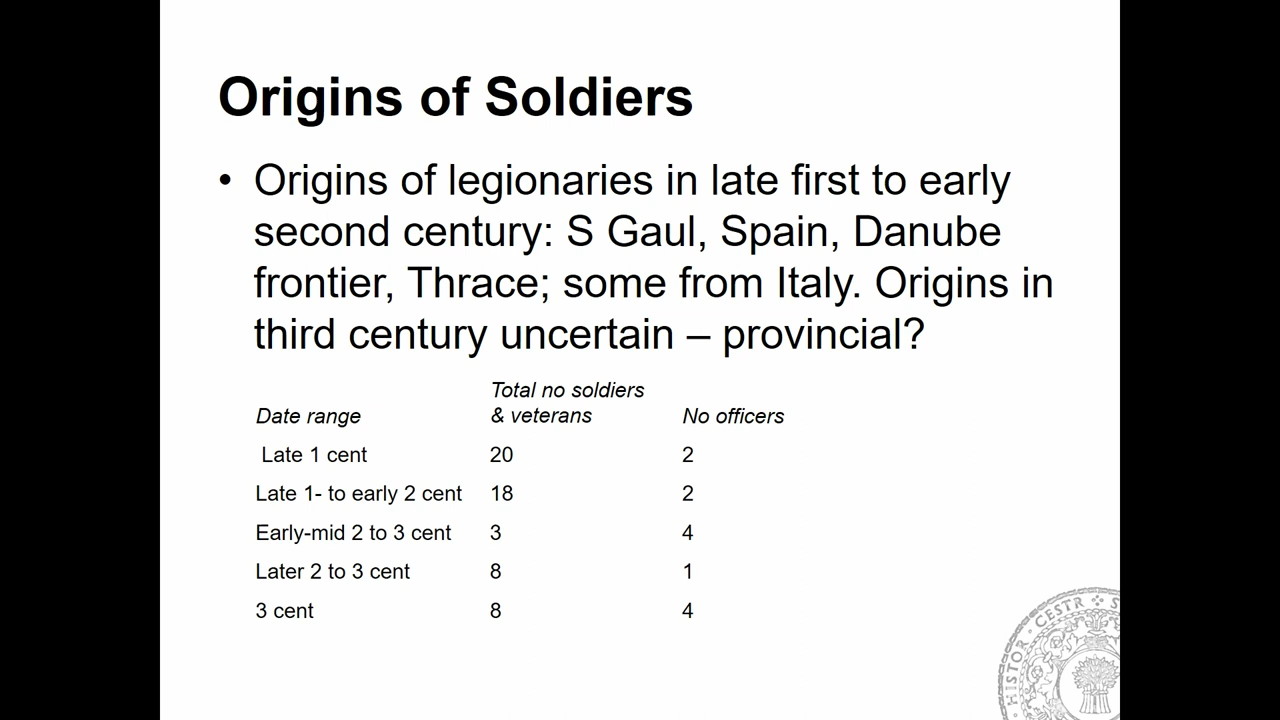 Origins of Soldiers
• Origins of legionaries in late first to early
second century: S Gaul, Spain, Danube
frontier, Thrace; some from Italy. Origins in
third century uncertain – provincial?
Total no soldiers
Date range & veterans No officers
Late 1 cent 20 2
Late 1- to early 2 cent 18 2
Early-mid 2 to 3 cent 3 4
Later 2 to 3 cent 8 1
3 cent 8 4
HISTOR · CESTR · S